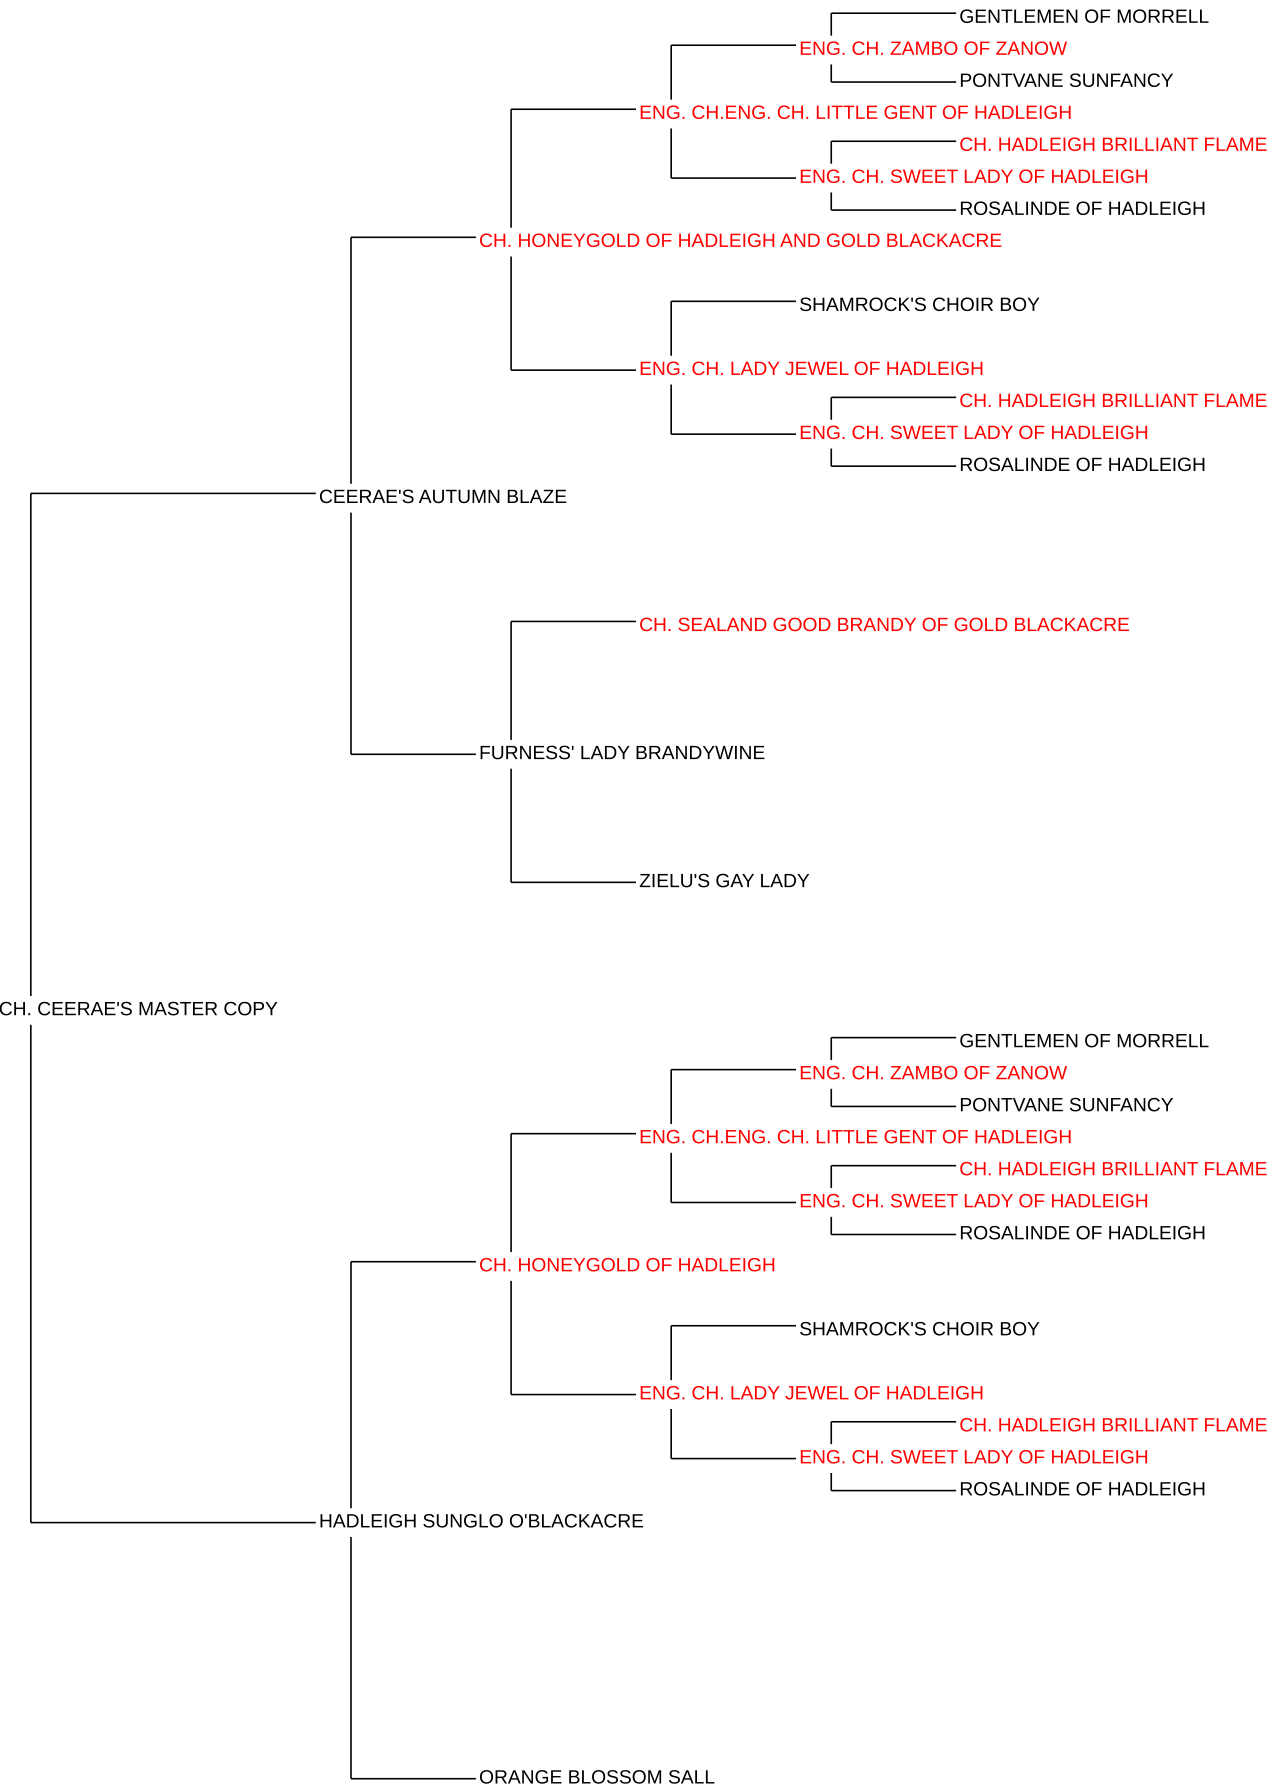 GENTLEMEN OF MORRELL
ENG. CH. ZAMBO OF ZANOW
PONTVANE SUNFANCY
ENG. CH.ENG. CH. LITTLE GENT OF HADLEIGH
CH. HADLEIGH BRILLIANT FLAME
ENG. CH. SWEET LADY OF HADLEIGH
ROSALINDE OF HADLEIGH
CH. HONEYGOLD OF HADLEIGH AND GOLD BLACKACRE
SHAMROCK'S CHOIR BOY
ENG. CH. LADY JEWEL OF HADLEIGH
CH. HADLEIGH BRILLIANT FLAME
ENG. CH. SWEET LADY OF HADLEIGH
ROSALINDE OF HADLEIGH
CEERAE'S AUTUMN BLAZE
CH. SEALAND GOOD BRANDY OF GOLD BLACKACRE
FURNESS' LADY BRANDYWINE
ZIELU'S GAY LADY
CH. CEERAE'S MASTER COPY
GENTLEMEN OF MORRELL
ENG. CH. ZAMBO OF ZANOW
PONTVANE SUNFANCY
ENG. CH.ENG. CH. LITTLE GENT OF HADLEIGH
CH. HADLEIGH BRILLIANT FLAME
ENG. CH. SWEET LADY OF HADLEIGH
ROSALINDE OF HADLEIGH
CH. HONEYGOLD OF HADLEIGH
SHAMROCK'S CHOIR BOY
ENG. CH. LADY JEWEL OF HADLEIGH
CH. HADLEIGH BRILLIANT FLAME
ENG. CH. SWEET LADY OF HADLEIGH
ROSALINDE OF HADLEIGH
HADLEIGH SUNGLO O'BLACKACRE
ORANGE BLOSSOM SALL